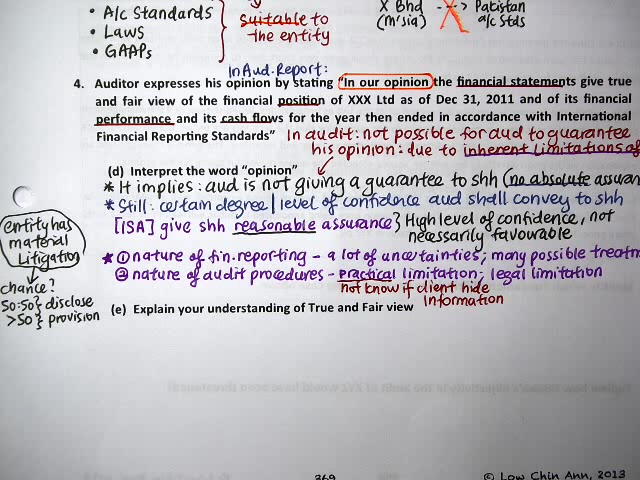 • A/c Standards
• Laws
• GAAPs
suitable to
the entity
X Bhd
(m'sia)
Pakistan
a/c Stds
In Aud. Report:
4. Auditor expresses his opinion by stating "In our opinion the financial statements give true
and fair view of the financial position of XXX Ltd as of Dec 31, 2011 and of its financial
performance and its cash flows for the year then ended in accordance with International
Financial Reporting Standards"
In audit: not possible for aud to guarantee
his opinion: due to inherent limitations of
(d) Interpret the word "opinion"
* It implies: aud is not giving a guarantee to shh (no absolute assuran
* Still: certain degree / level of confidence aud shall convey to shh
[ISA] give shh reasonable assurance} High level of confidence, not
necessarily favourable
* ① nature of fin. reporting - a lot of uncertainties; many possible treatm
② nature of audit procedures - practical limitation; legal limitation
not know if client hide
information
entity has
material
litigation
chance?
50:50} disclose
>50} provision
(e) Explain your understanding of True and Fair view
369
© Low Chin Ann, 2013